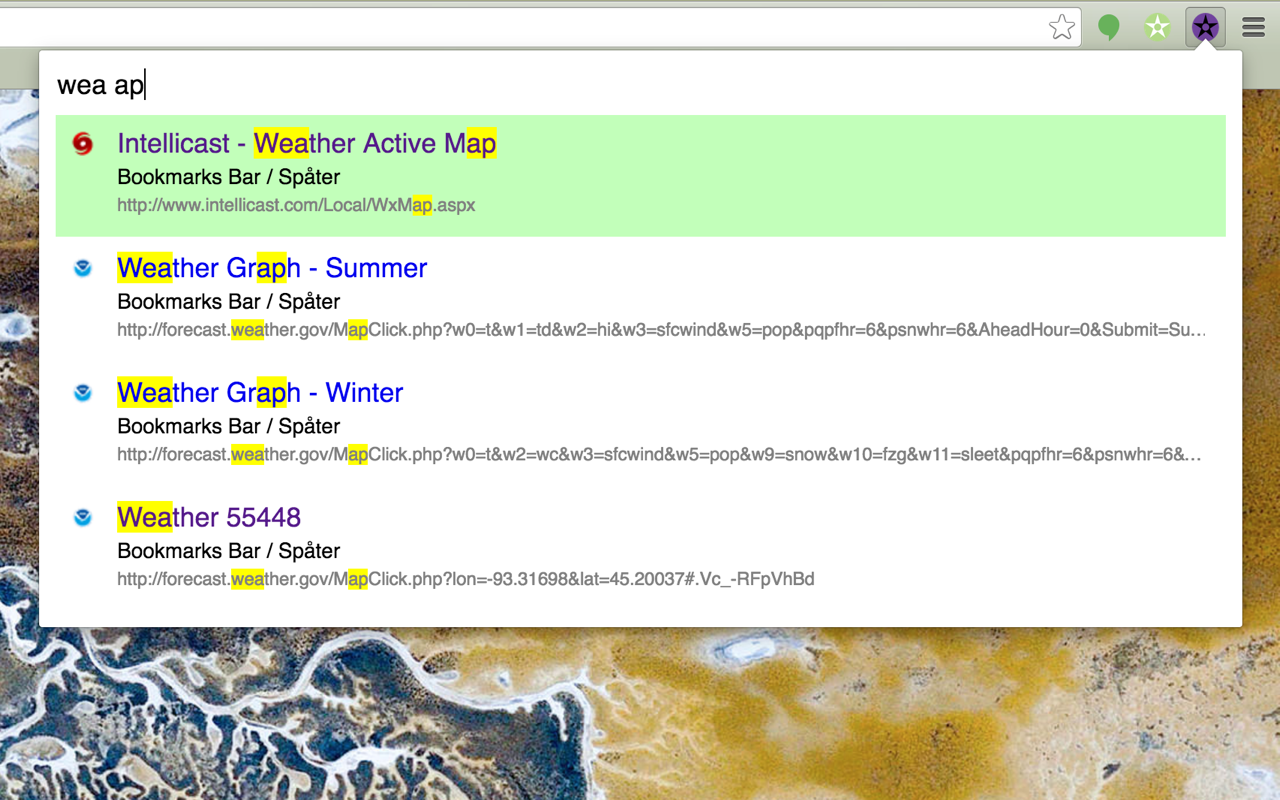 wea ap
Intellicast - Weather Active Map
Bookmarks Bar / Spåter
http://www.intellicast.com/Local/WxMap.aspx
Weather Graph - Summer
Bookmarks Bar / Spåter
http://forecast.weather.gov/MapClick.php?w0=t&w1=td&w2=hi&w3=sfcwind&w5=pop&pqpfhr=6&psnwhr=6&AheadHour=0&Submit=Su…
Weather Graph - Winter
Bookmarks Bar / Spåter
http://forecast.weather.gov/MapClick.php?w0=t&w2=wc&w3=sfcwind&w5=pop&w9=snow&w10=fzg&w11=sleet&pqpfhr=6&psnwhr=6&…
Weather 55448
Bookmarks Bar / Spåter
http://forecast.weather.gov/MapClick.php?lon=-93.31698&lat=45.20037#.Vc_-RFpVhBd